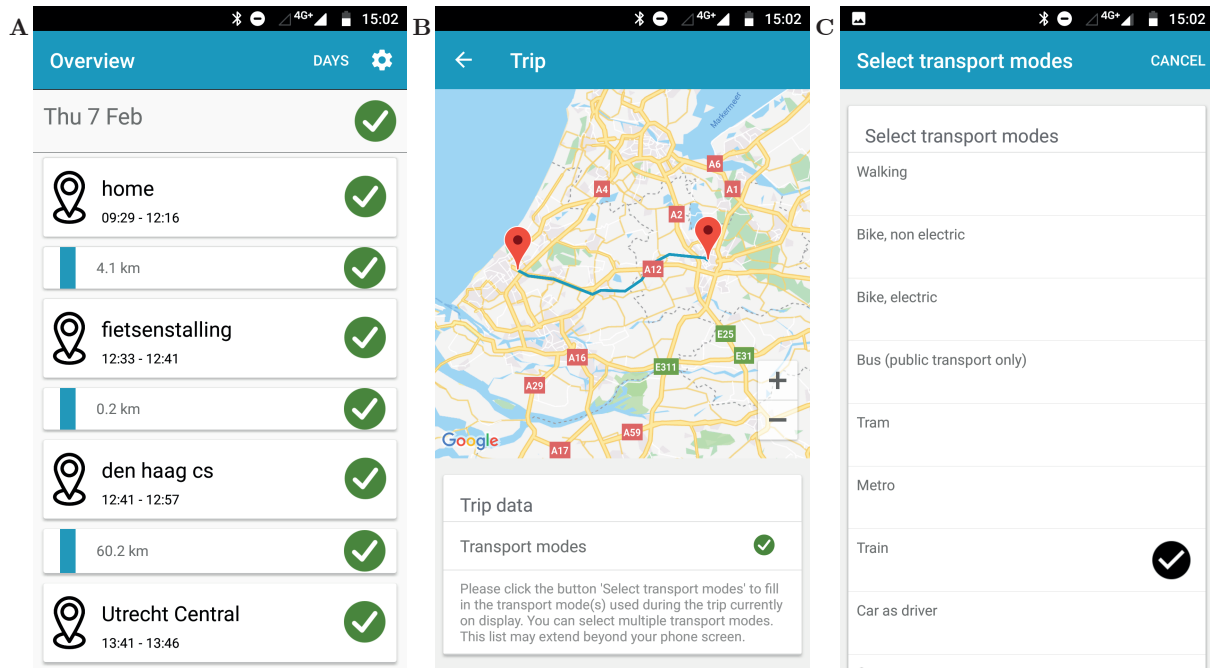 A
4G+
15:02
Overview
DAYS
Thu 7 Feb
home
09:29 - 12:16
4.1 km
fietsenstalling
12:33 - 12:41
0.2 km
den haag cs
12:41 - 12:57
60.2 km
Utrecht Central
13:41 - 13:46
B
4G+
15:02
Trip
Markermeer
A6
A4
A1
A2
A12
E25
E31
A16
E311
A29
+
−
A59
Google
A17
Trip data
Transport modes
Please click the button 'Select transport modes' to fill
in the transport mode(s) used during the trip currently
on display. You can select multiple transport modes.
This list may extend beyond your phone screen.
C
4G+
15:02
Select transport modes
CANCEL
Select transport modes
Walking
Bike, non electric
Bike, electric
Bus (public transport only)
Tram
Metro
Train
Car as driver